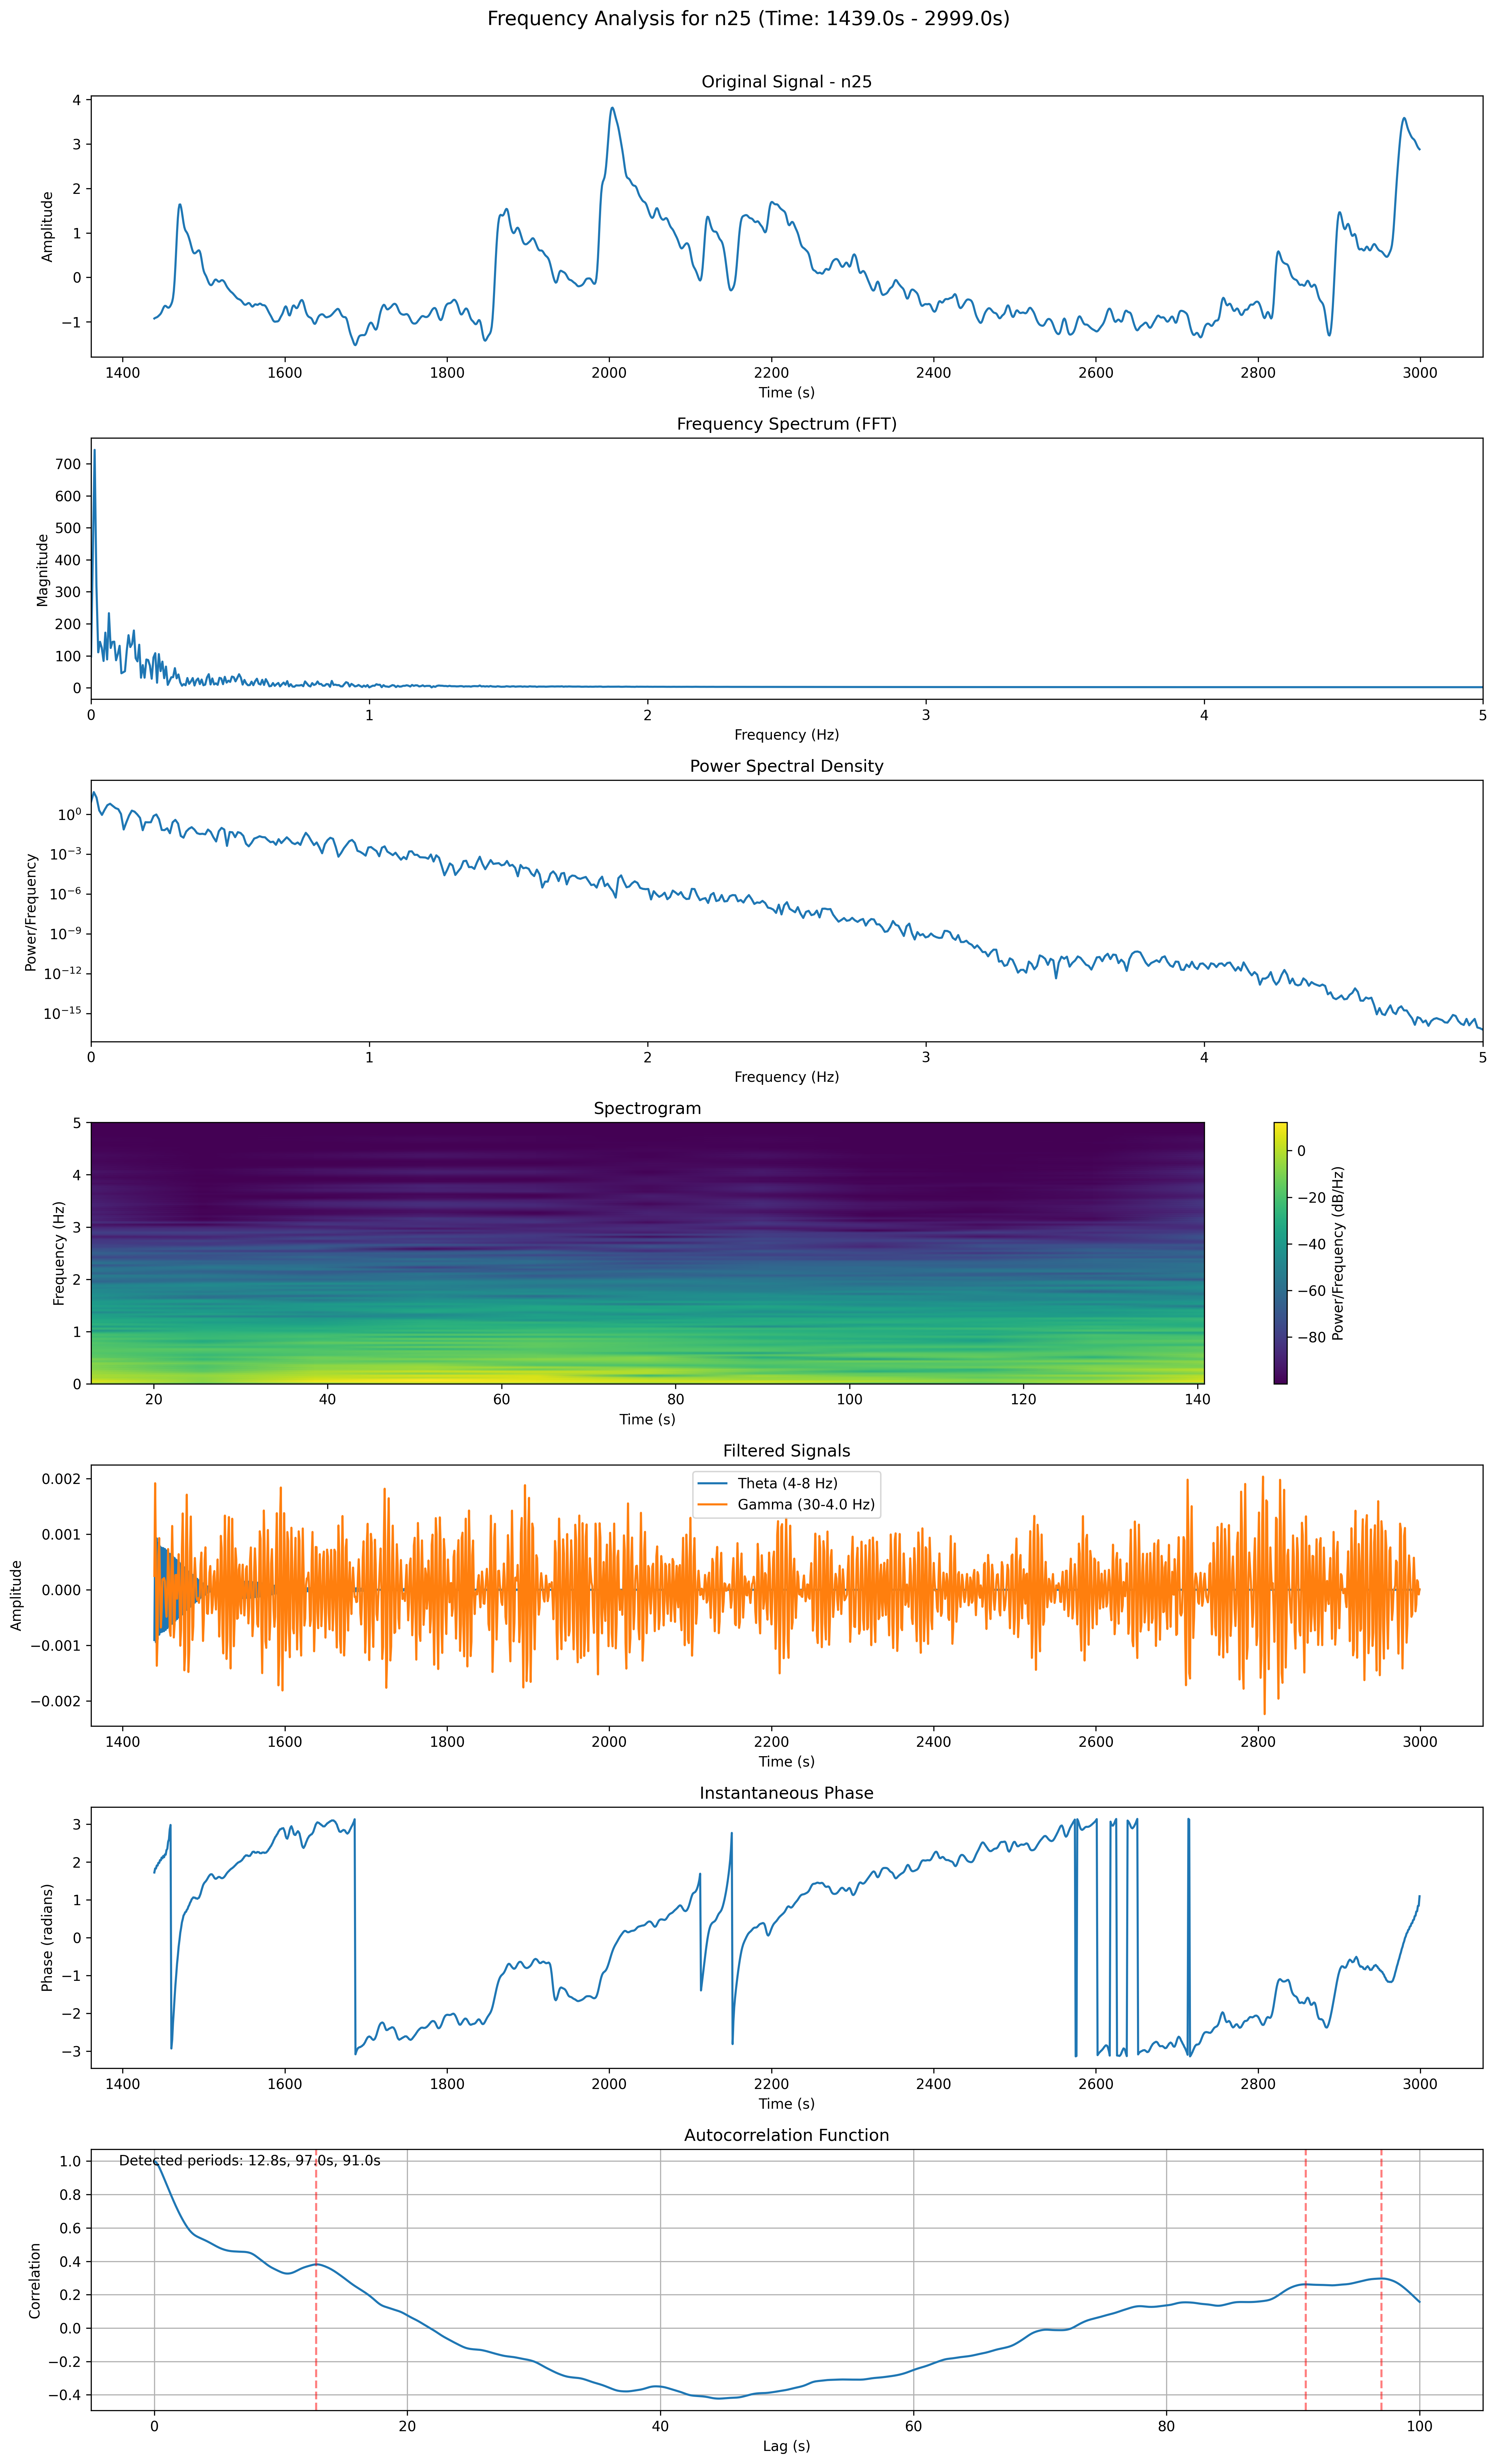 Frequency Analysis for n25 (Time: 1439.0s - 2999.0s)
Original Signal - n25
4
3
2
1
0
−1
Amplitude
1400 1600 1800 2000 2200 2400 2600 2800 3000
Time (s)
Frequency Spectrum (FFT)
700
600
500
400
300
200
100
0
Magnitude
0 1 2 3 4 5
Frequency (Hz)
Power Spectral Density
10^0
10^−3
10^−6
10^−9
10^−12
10^−15
Power/Frequency
0 1 2 3 4 5
Frequency (Hz)
Spectrogram
5
4
3
2
1
0
Frequency (Hz)
20 40 60 80 100 120 140
Time (s)
0
−20
−40
−60
−80
Power/Frequency (dB/Hz)
Filtered Signals
0.002
0.001
0.000
−0.001
−0.002
Amplitude
Theta (4-8 Hz)
Gamma (30-4.0 Hz)
1400 1600 1800 2000 2200 2400 2600 2800 3000
Time (s)
Instantaneous Phase
3
2
1
0
−1
−2
−3
Phase (radians)
1400 1600 1800 2000 2200 2400 2600 2800 3000
Time (s)
Autocorrelation Function
Detected periods: 12.8s, 97.0s, 91.0s
1.0
0.8
0.6
0.4
0.2
0.0
−0.2
−0.4
Correlation
0 20 40 60 80 100
Lag (s)